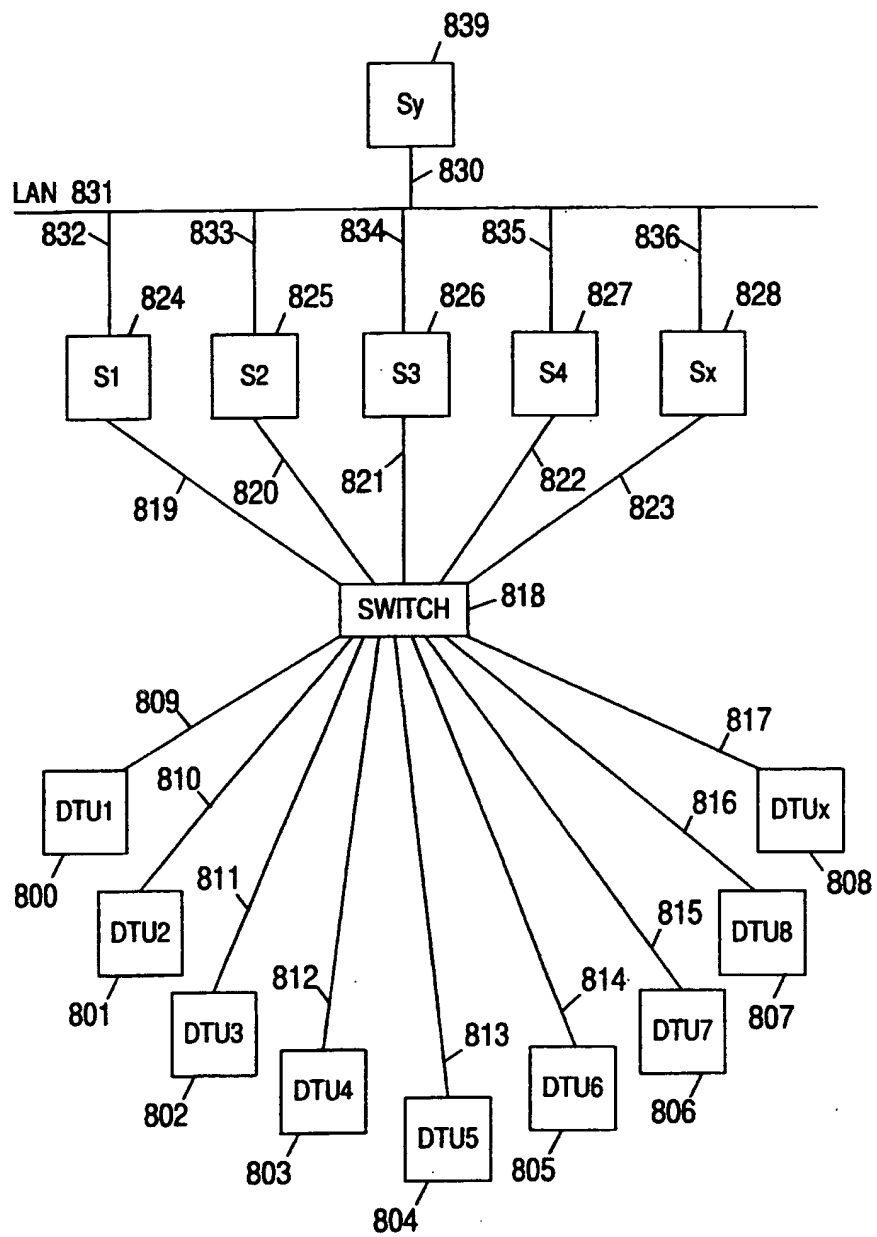 839
Sy
830
LAN 831
832 833 834 835 836
824 825 826 827 828
S1 S2 S3 S4 Sx
819 820 821 822 823
SWITCH 818
809 817
810 816
DTU1 DTUx
800 811 815 808
DTU2 DTU8
801 812 814 807
DTU3 813 DTU7
802 DTU4 DTU6 806
803 DTU5 805
804